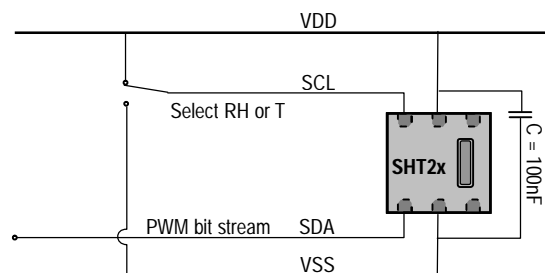 VDD
SCL
Select RH or T
SHT2x
C = 100nF
PWM bit stream SDA
VSS